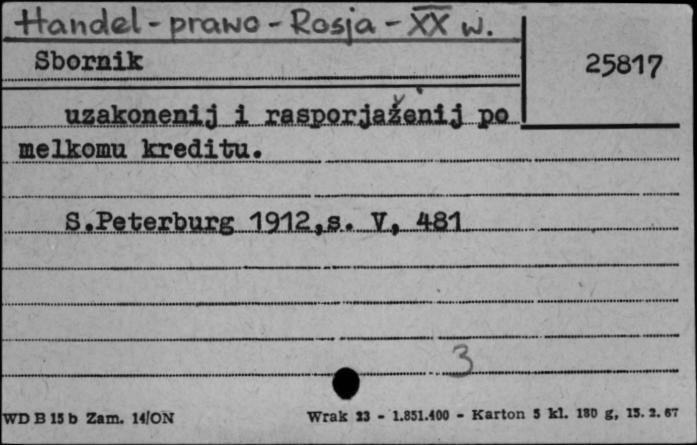 Handel - prawo - Rosja - XX w.
Sbornik
25817
uzakonenij i rasporjaženij po
melkomu kreditu.
S.Peterburg 1912,s. V, 481
3
WD B 15 b Zam. 14/ON
Wrak 23 - 1.851.400 - Karton 5 kl. 180 g, 15. 2. 67